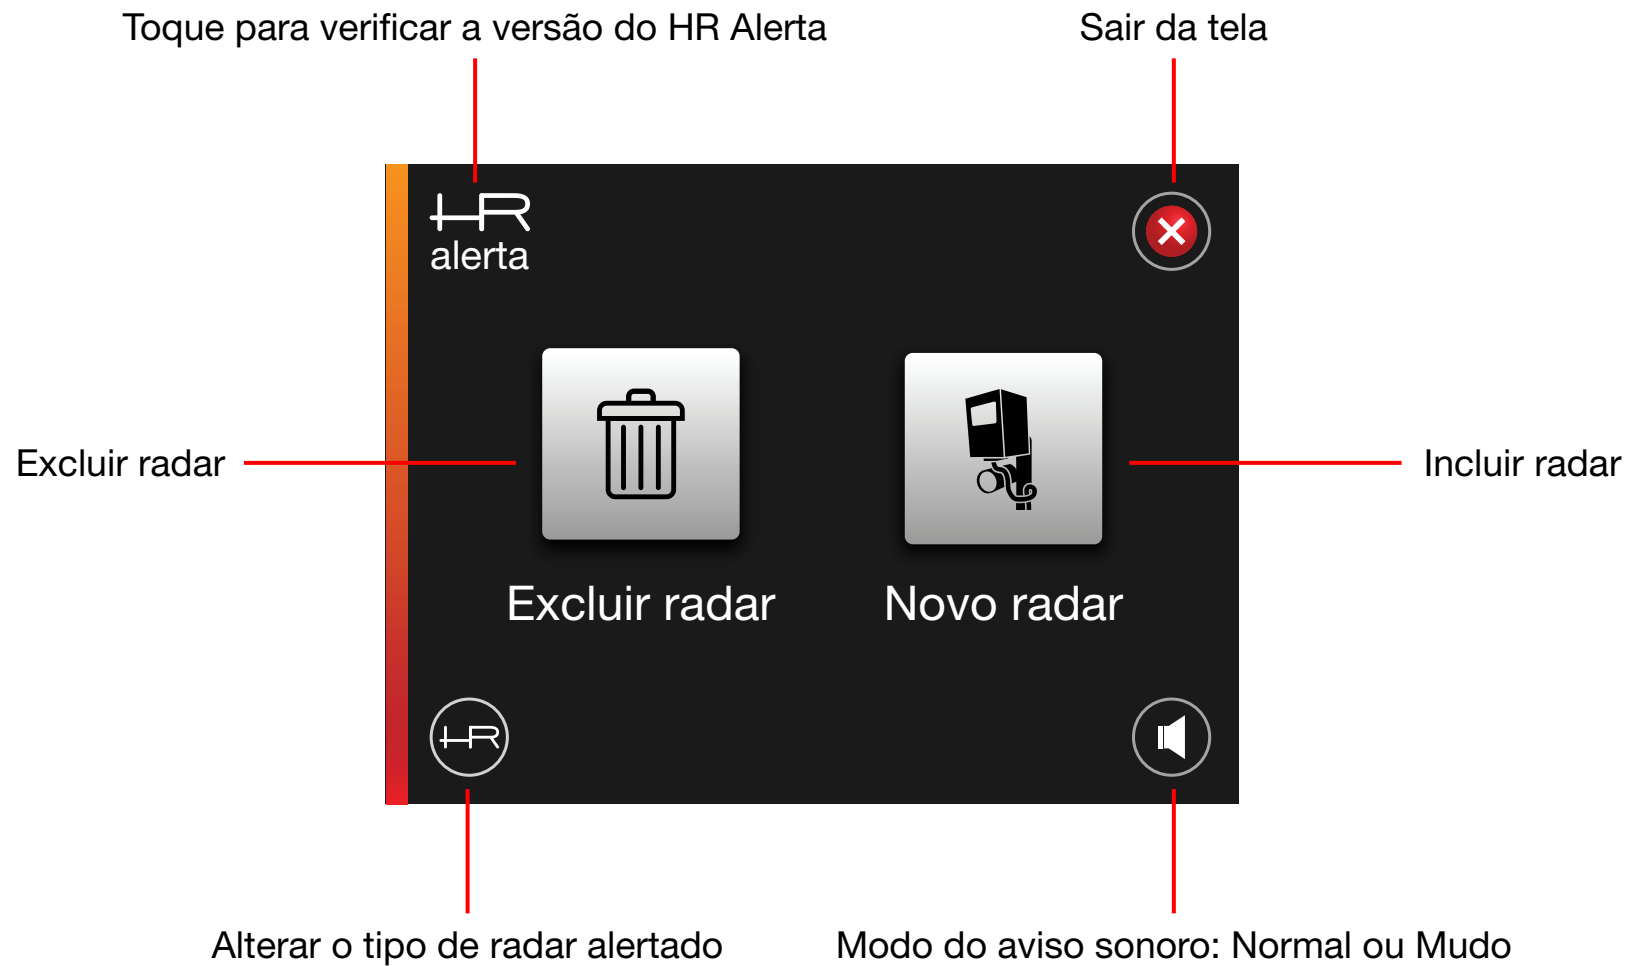 Toque para verificar a versão do HR Alerta
Sair da tela
HR
alerta
Excluir radar
Incluir radar
Excluir radar
Novo radar
HR
Alterar o tipo de radar alertado
Modo do aviso sonoro: Normal ou Mudo